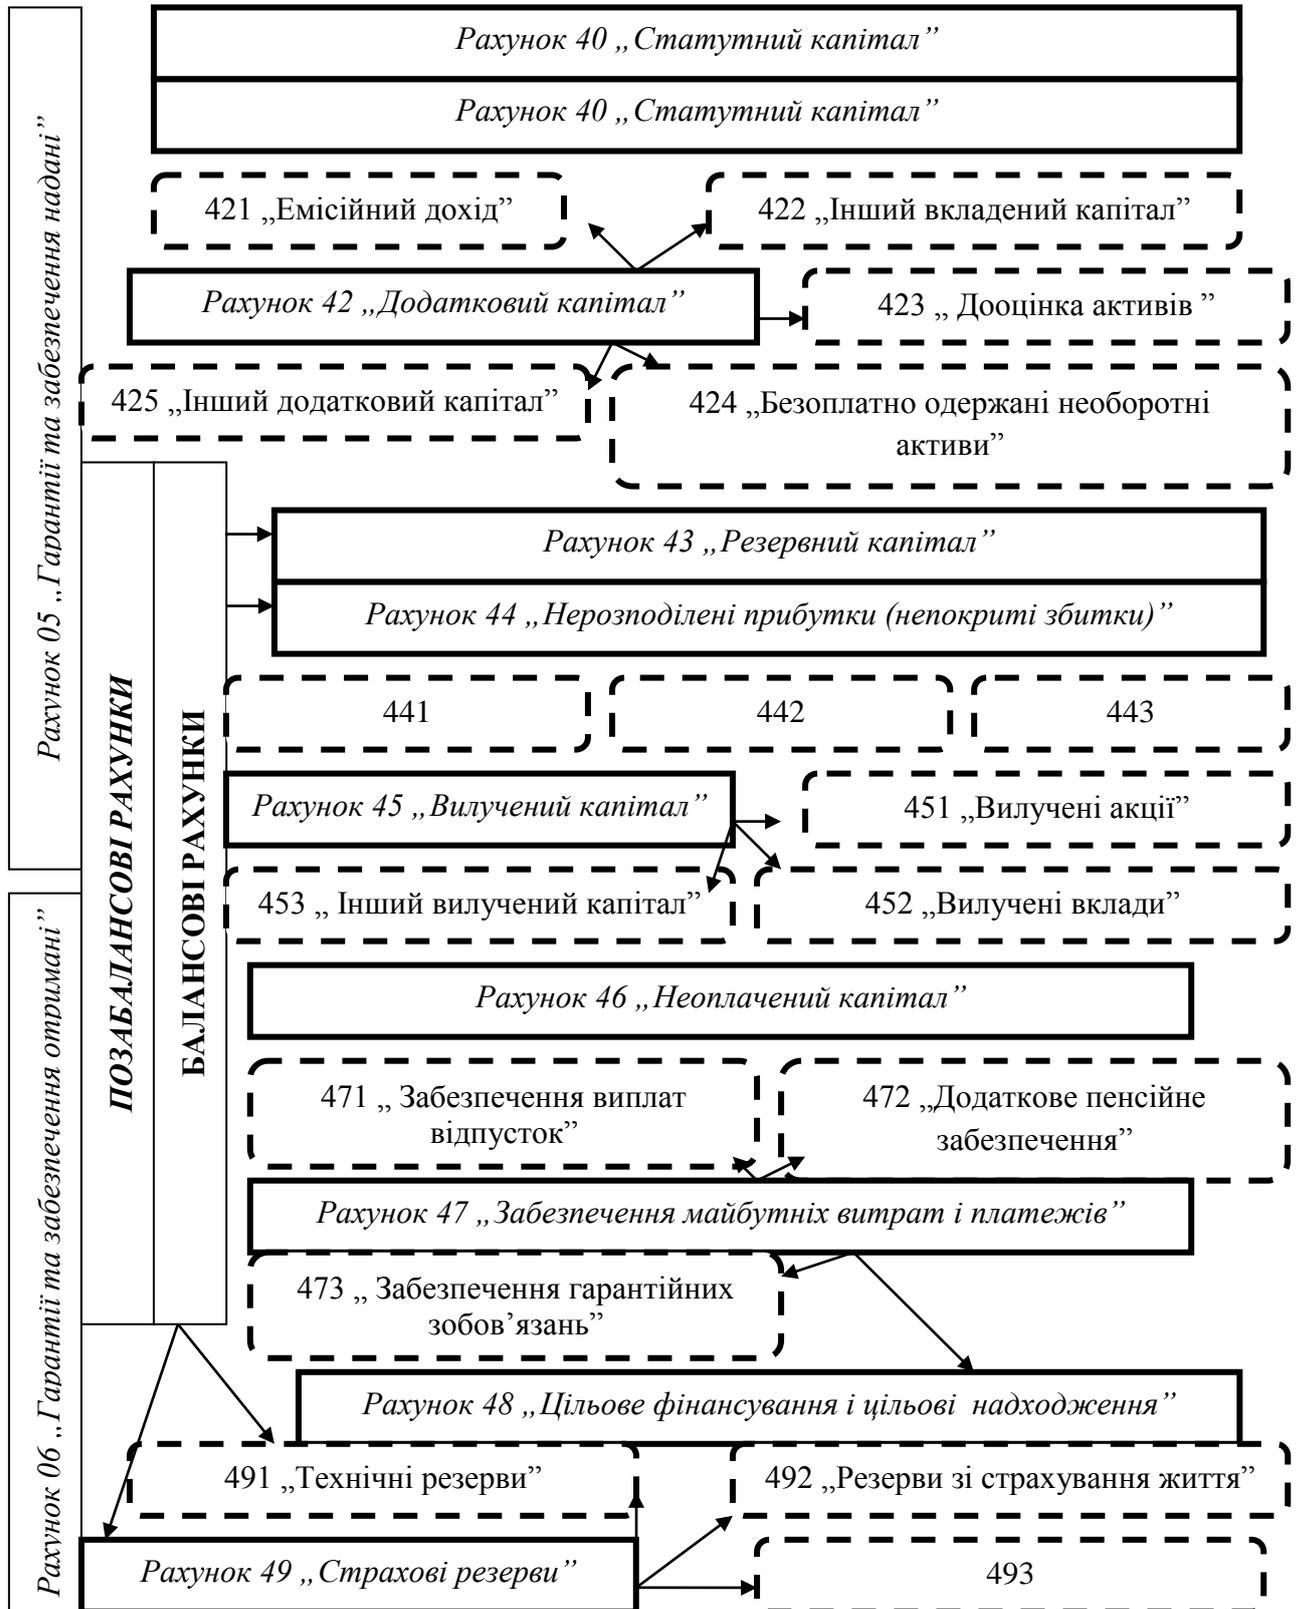 Рахунок 40 „Статутний капітал”
Рахунок 40 „Статутний капітал”
421 „Емісійний дохід”
422 „Інший вкладений капітал”
Рахунок 42 „Додатковий капітал”
423 „ Дооцінка активів ”
425 „Інший додатковий капітал”
424 „Безоплатно одержані необоротні
активи”
Рахунок 05 „Гарантії та забезпечення надані”
Рахунок 43 „Резервний капітал”
Рахунок 44 „Нерозподілені прибутки (непокриті збитки)”
441
442
443
ПОЗАБАЛАНСОВІ РАХУНКИ
БАЛАНСОВІ РАХУНКИ
Рахунок 45 „Вилучений капітал”
451 „Вилучені акції”
453 „ Інший вилучений капітал”
452 „Вилучені вклади”
Рахунок 46 „Неоплачений капітал”
471 „ Забезпечення виплат
відпусток”
472 „Додаткове пенсійне
забезпечення”
Рахунок 47 „Забезпечення майбутніх витрат і платежів”
473 „ Забезпечення гарантійних
зобов’язань”
Рахунок 06 „Гарантії та забезпечення отримані”
Рахунок 48 „Цільове фінансування і цільові  надходження”
491 „Технічні резерви”
492 „Резерви зі страхування життя”
Рахунок 49 „Страхові резерви”
493